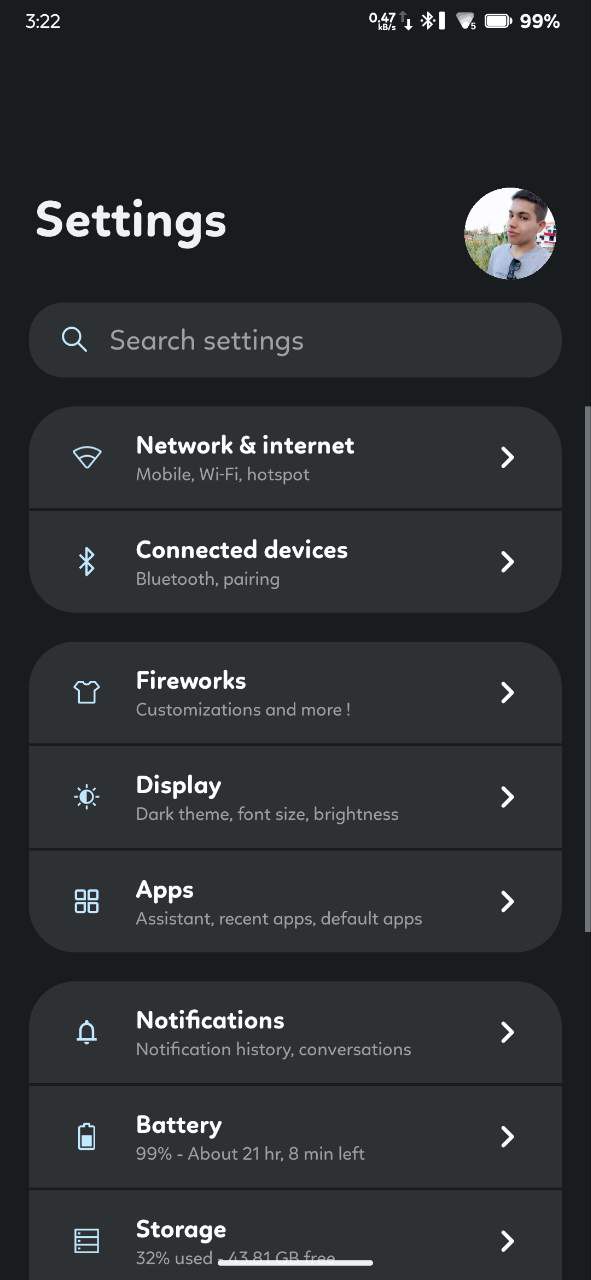 3:22
0.47 kB/s 5 99%
Settings
Search settings
Network & internet
Mobile, Wi-Fi, hotspot
Connected devices
Bluetooth, pairing
Fireworks
Customizations and more !
Display
Dark theme, font size, brightness
Apps
Assistant, recent apps, default apps
Notifications
Notification history, conversations
Battery
99% - About 21 hr, 8 min left
Storage
32% used - 43.81 GB free